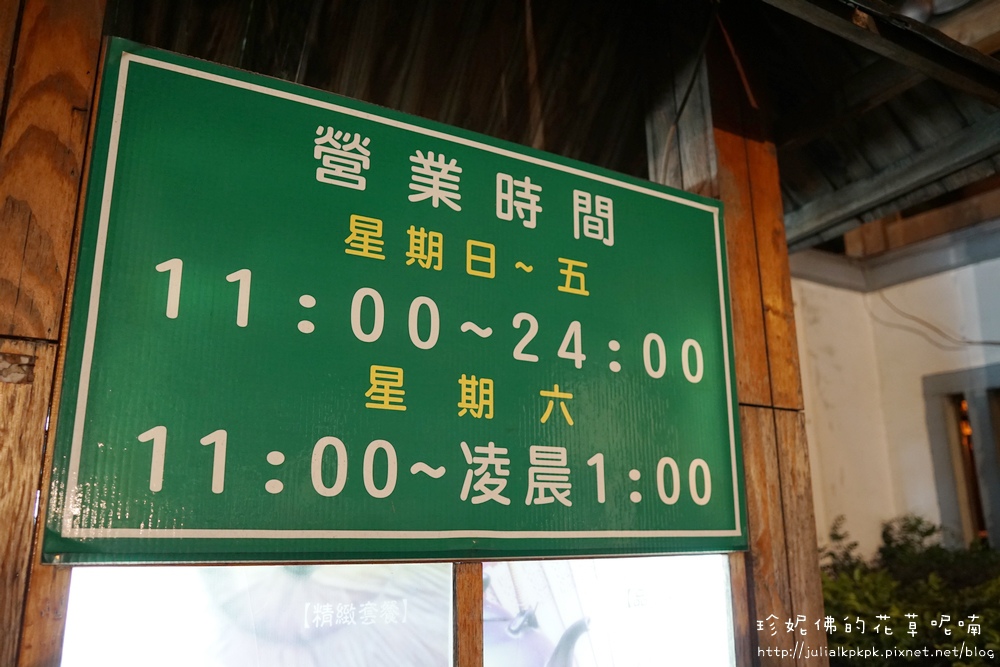 營業時間
星期日~五
11:00~24:00
星期六
11:00~凌晨1:00
【精緻套餐】
珍妮佛的花草呢喃
http://julialkpkpk.pixnet.net/blog